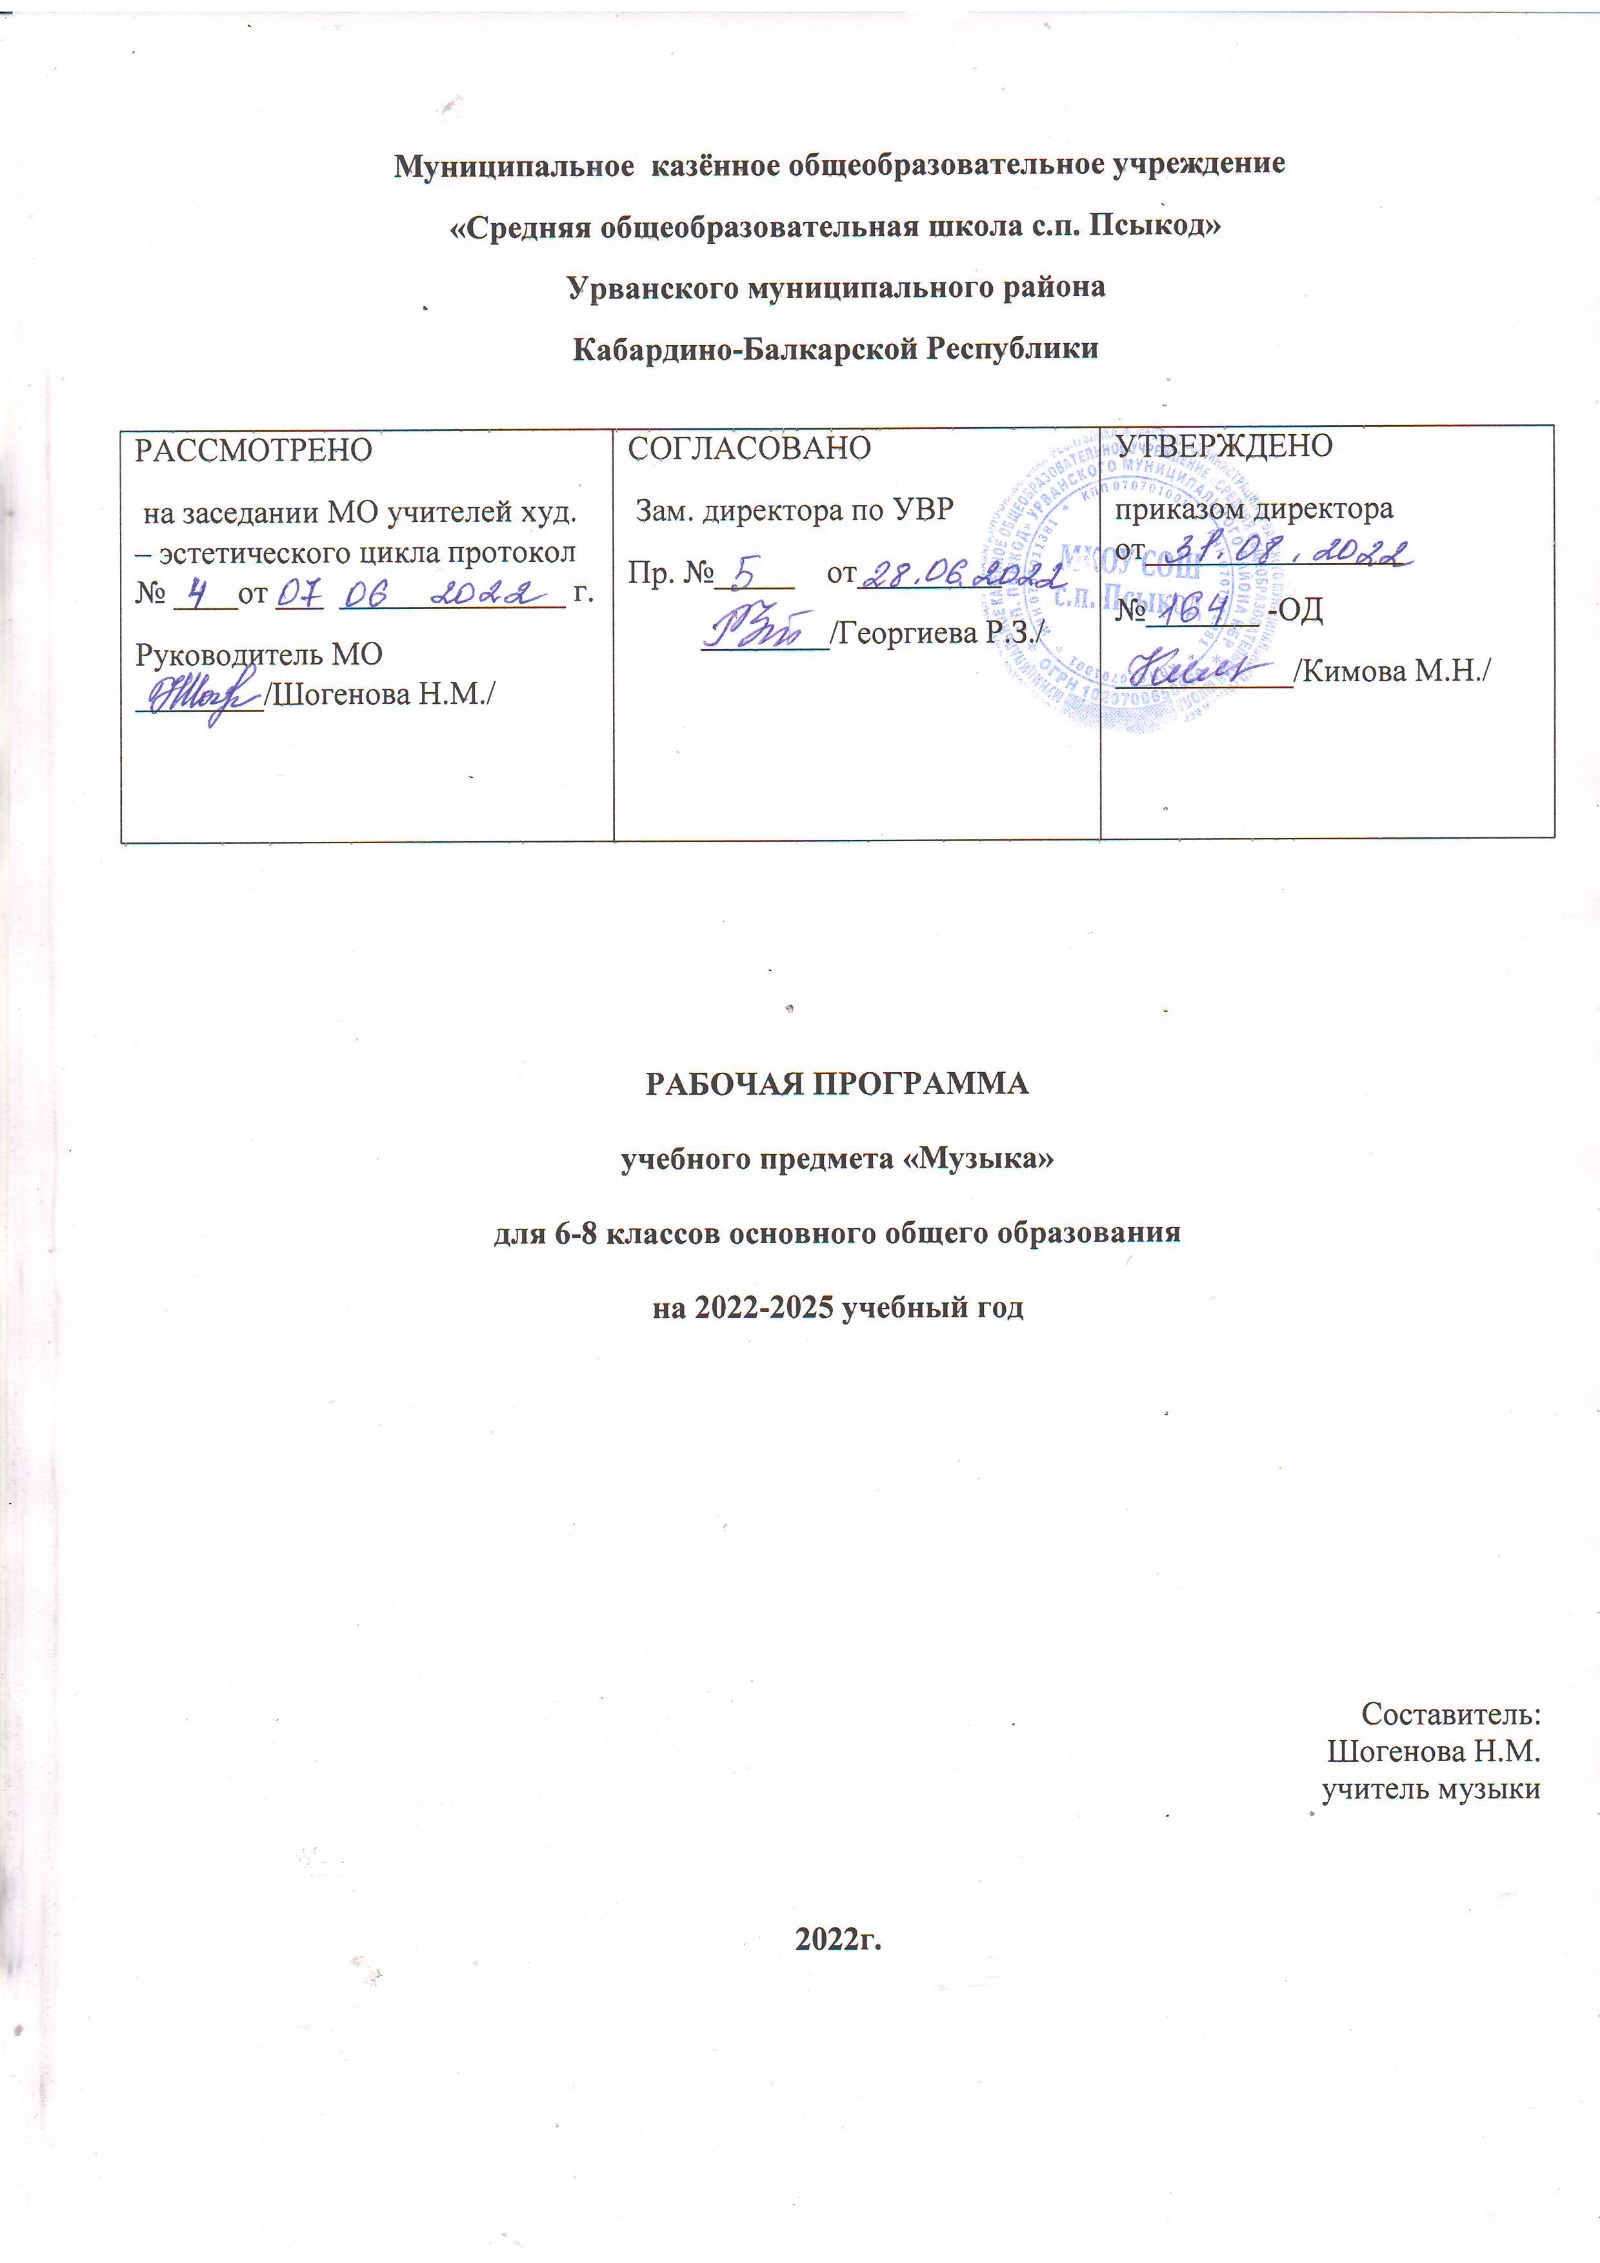 Муниципальное казённое общеобразовательное учреждение
«Средняя общеобразовательная школа с.п. Псыкод»
Урванского муниципального района
Кабардино-Балкарской Республики
РАССМОТРЕНО
на заседании МО учителей худ.
– эстетического цикла протокол
№ 4 от 07 06 2022 г.
Руководитель МО
/Шогенова Н.М./
СОГЛАСОВАНО
Зам. директора по УВР
Пр. № 5 от 28.06.2022
/Георгиева Р.З./
УТВЕРЖДЕНО
приказом директора
от 31.08.2022
№ 164 -ОД
/Кимова М.Н./
МКОУ СОШ
с.п. Псыкод
РАБОЧАЯ ПРОГРАММА
учебного предмета «Музыка»
для 6-8 классов основного общего образования
на 2022-2025 учебный год
Составитель:
Шогенова Н.М.
учитель музыки
2022г.